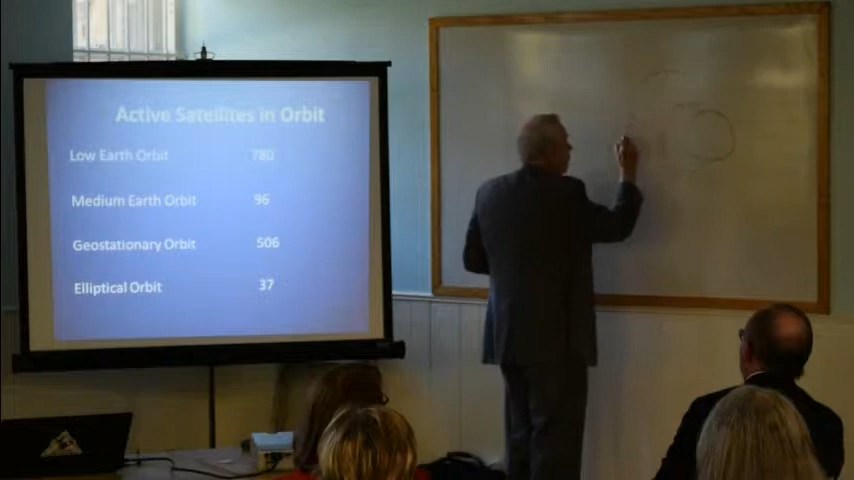 Active Satellites in Orbit
Low Earth Orbit 780
Medium Earth Orbit 96
Geostationary Orbit 506
Elliptical Orbit 37